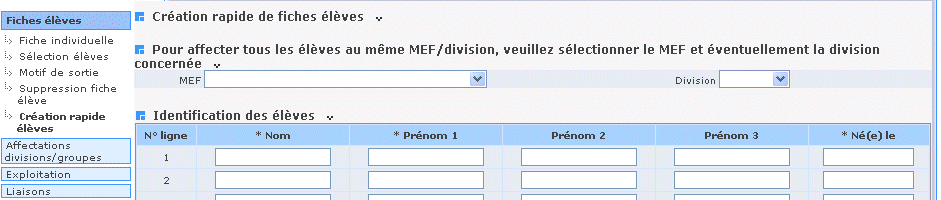 Fiches élèves
Fiche individuelle
Sélection élèves
Motif de sortie
Suppression fiche
élève
Création rapide
élèves
Affectations
divisions/groupes
Exploitation
Liaisons
Création rapide de fiches élèves
Pour affecter tous les élèves au même MEF/division, veuillez sélectionner le MEF et éventuellement la division
concernée
MEF Division
Identification des élèves
N° ligne * Nom * Prénom 1 Prénom 2 Prénom 3 * Né(e) le
1
2